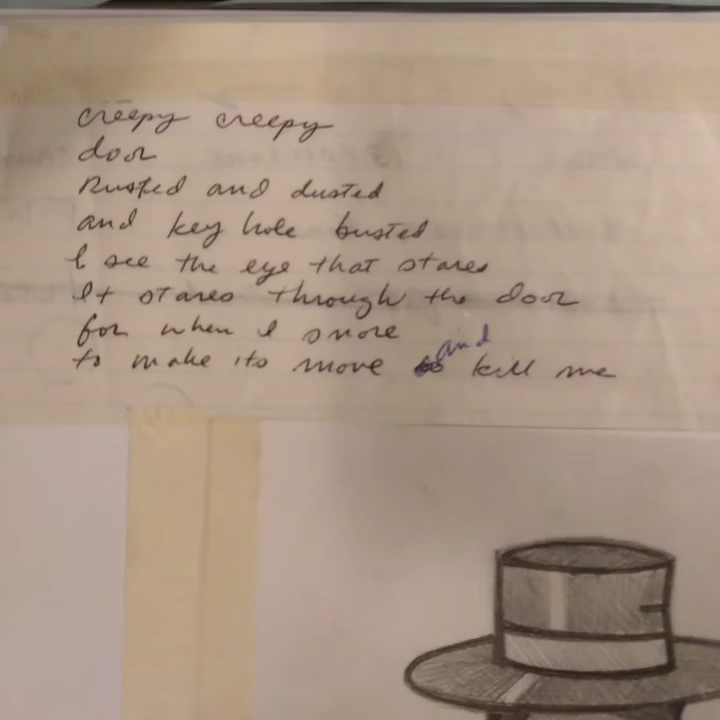 creepy creepy
door
Rusted and dusted
and key hole busted
I see the eye that stares
It stares through the door
for when I snore
to make its move and kill me